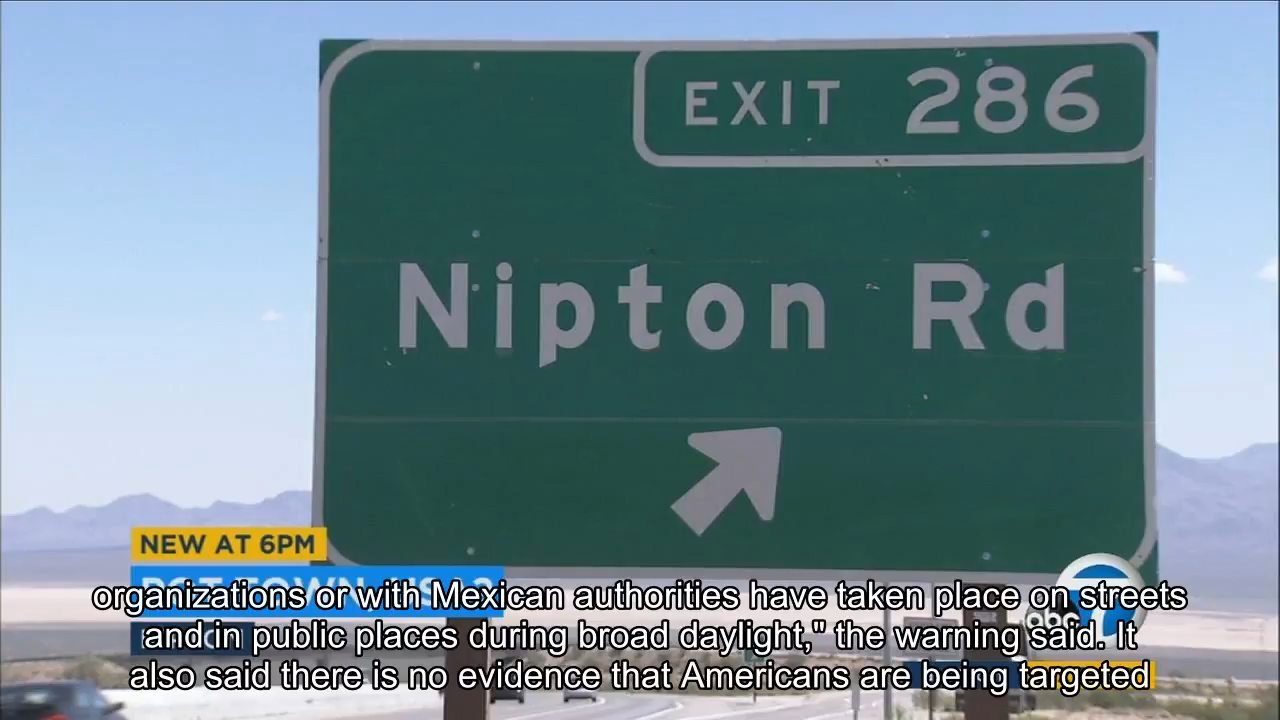 EXIT 286
Nipton Rd
NEW AT 6PM
organizations or with Mexican authorities have taken place on streets
and in public places during broad daylight," the warning said. It
also said there is no evidence that Americans are being targeted
abc 7